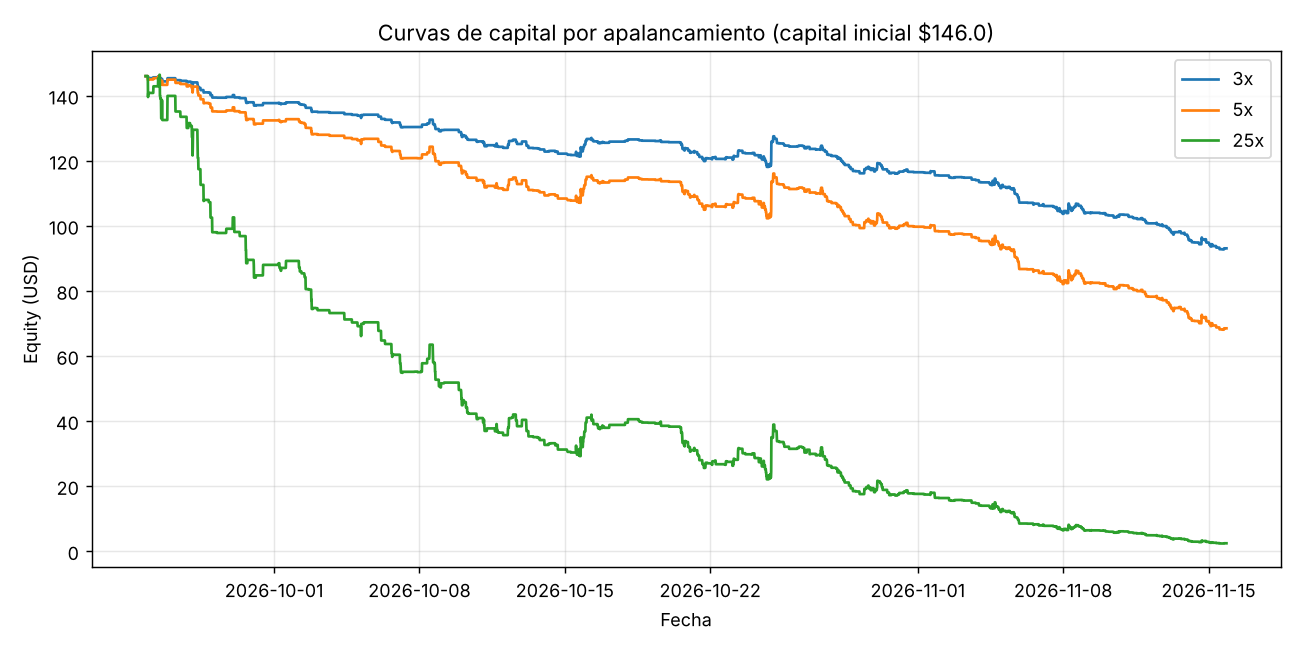 Curvas de capital por apalancamiento (capital inicial $146.0)
3x
5x
25x
Equity (USD)
140
120
100
80
60
40
20
0
2026-10-01
2026-10-08
2026-10-15
2026-10-22
2026-11-01
2026-11-08
2026-11-15
Fecha